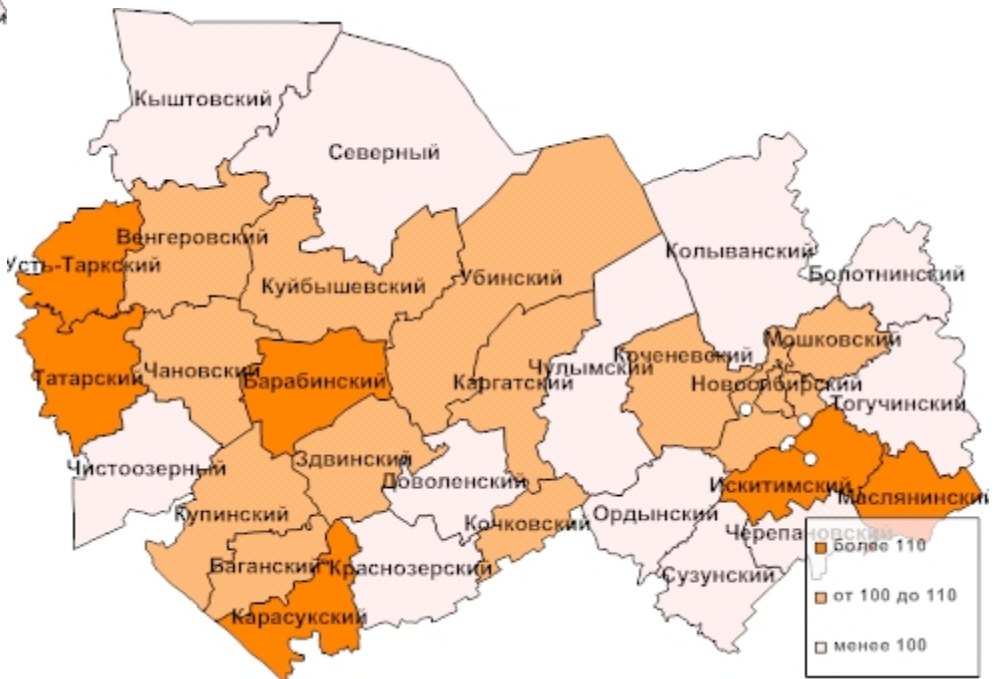 Кыштовский
Северный
Венгеровский
Усть-Таркский
Куйбышевский
Убинский
Колыванский
Болотнинский
Татарский
Чановский
Барабинский
Каргатский
Чулымский
Коченевский
Мошковский
Новосибирский
Тогучинский
Чистоозерный
Здвинский
Доволенский
Купинский
Кочковский
Ордынский
Искитимский
Маслянинский
Черепановский
Баганский
Краснозерский
Сузунский
Карасукский
более 110
от 100 до 110
менее 100